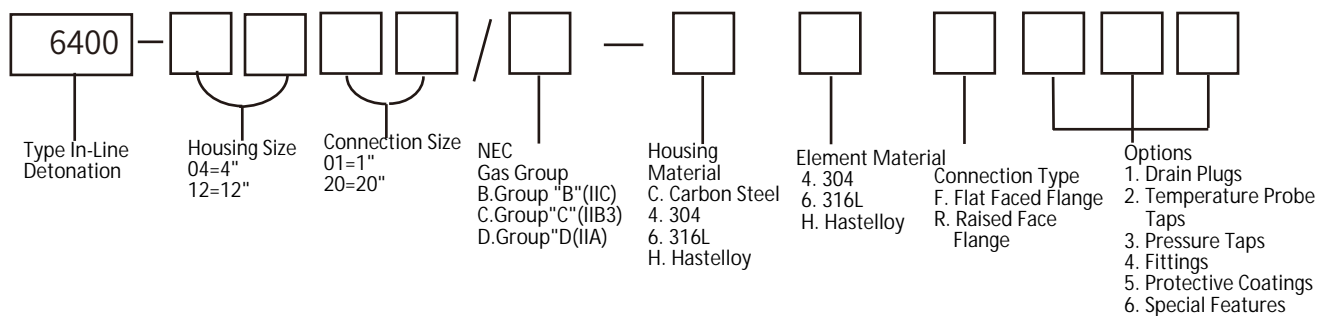 6400
Type In-Line
Detonation
Housing Size
04=4"
12=12"
Connection Size
01=1"
20=20"
NEC
Gas Group
B.Group "B"(IIC)
C.Group"C"(IIB3)
D.Group"D(IIA)
Housing
Material
C. Carbon Steel
4. 304
6. 316L
H. Hastelloy
Element Material
4. 304
6. 316L
H. Hastelloy
Connection Type
F. Flat Faced Flange
R. Raised Face
Flange
Options
1. Drain Plugs
2. Temperature Probe
Taps
3. Pressure Taps
4. Fittings
5. Protective Coatings
6. Special Features